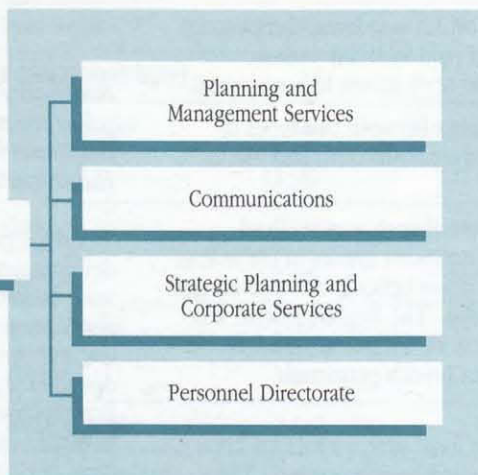 Planning and
Management Services
Communications
Strategic Planning and
Corporate Services
Personnel Directorate